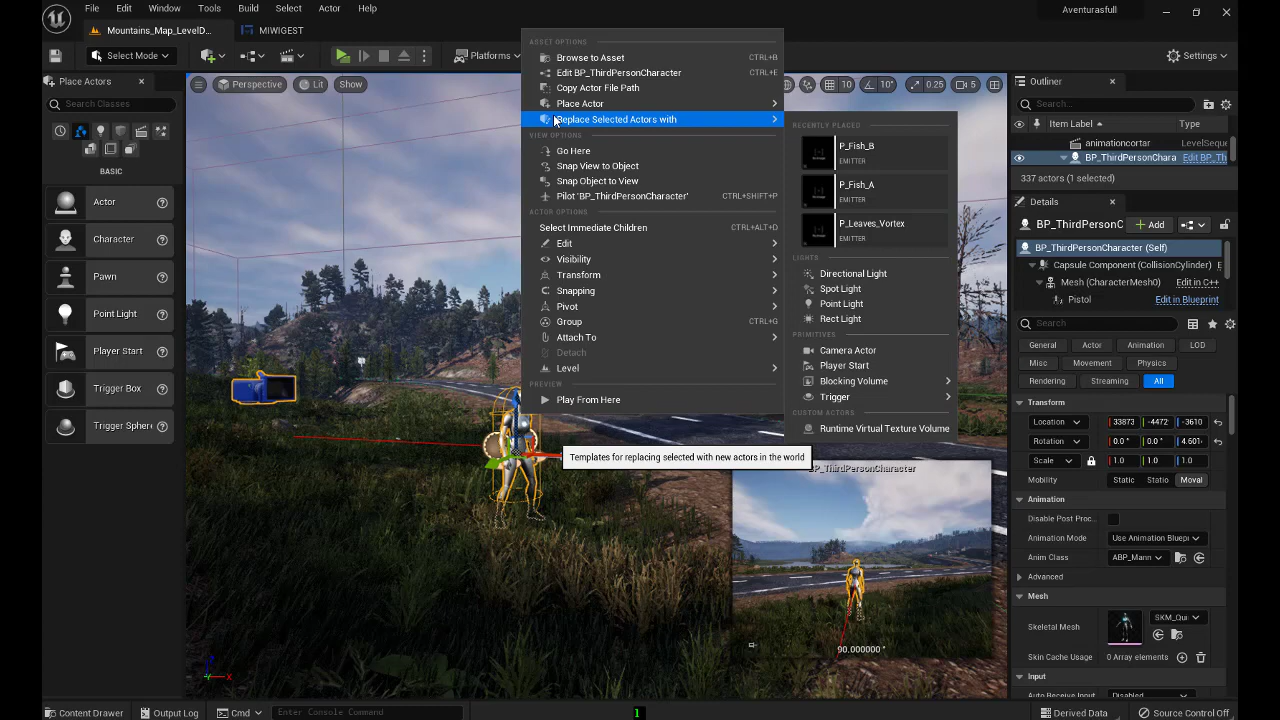 File
Edit
Window
Tools
Build
Select
Actor
Help
Aventurasfull
Mountains_Map_LevelD...
MIWIGEST
Select Mode
Platforms
Settings
Place Actors
Search Classes
BASIC
Actor
Character
Pawn
Point Light
Player Start
Trigger Box
Trigger Sphere
Perspective
Lit
Show
10
10°
0.25
5
ASSET OPTIONS
Browse to Asset CTRL+B
Edit BP_ThirdPersonCharacter CTRL+E
Copy Actor File Path
Place Actor
Replace Selected Actors with
VIEW OPTIONS
Go Here
Snap View to Object
Snap Object to View
Pilot 'BP_ThirdPersonCharacter' CTRL+SHIFT+P
ACTOR OPTIONS
Select Immediate Children CTRL+ALT+D
Edit
Visibility
Transform
Snapping
Pivot
Group CTRL+G
Attach To
Detach
Level
PREVIEW
Play From Here
RECENTLY PLACED
P_Fish_B
EMITTER
P_Fish_A
EMITTER
P_Leaves_Vortex
EMITTER
LIGHTS
Directional Light
Spot Light
Point Light
Rect Light
PRIMITIVES
Camera Actor
Player Start
Blocking Volume
Trigger
CUSTOM ACTORS
Runtime Virtual Texture Volume
Templates for replacing selected with new actors in the world
BP_ThirdPersonCharacter
90.000000 °
Outliner
Search...
Item Label
Type
animationcortar LevelSeque
BP_ThirdPersonChara Edit BP_Th
337 actors (1 selected)
Details
BP_ThirdPersonC
Add
BP_ThirdPersonCharacter (Self)
Capsule Component (CollisionCylinder)
Mesh (CharacterMesh0) Edit in C++
Pistol Edit in Blueprint
Search
General
Actor
Animation
LOD
Misc
Movement
Physics
Rendering
Streaming
All
Transform
Location 33873 -4472 -3610
Rotation 0.0 ° 0.0 ° 4.601
Scale 1.0 1.0 1.0
Mobility Static Statio Movab
Animation
Disable Post Proc...
Animation Mode Use Animation Bluepr
Anim Class ABP_Mann
Advanced
Mesh
Skeletal Mesh SKM_Qui
Skin Cache Usage 0 Array elements
Input
Auto Receive Input Disabled
Content Drawer
Output Log
Cmd
Enter Console Command
1
Derived Data
Source Control Off